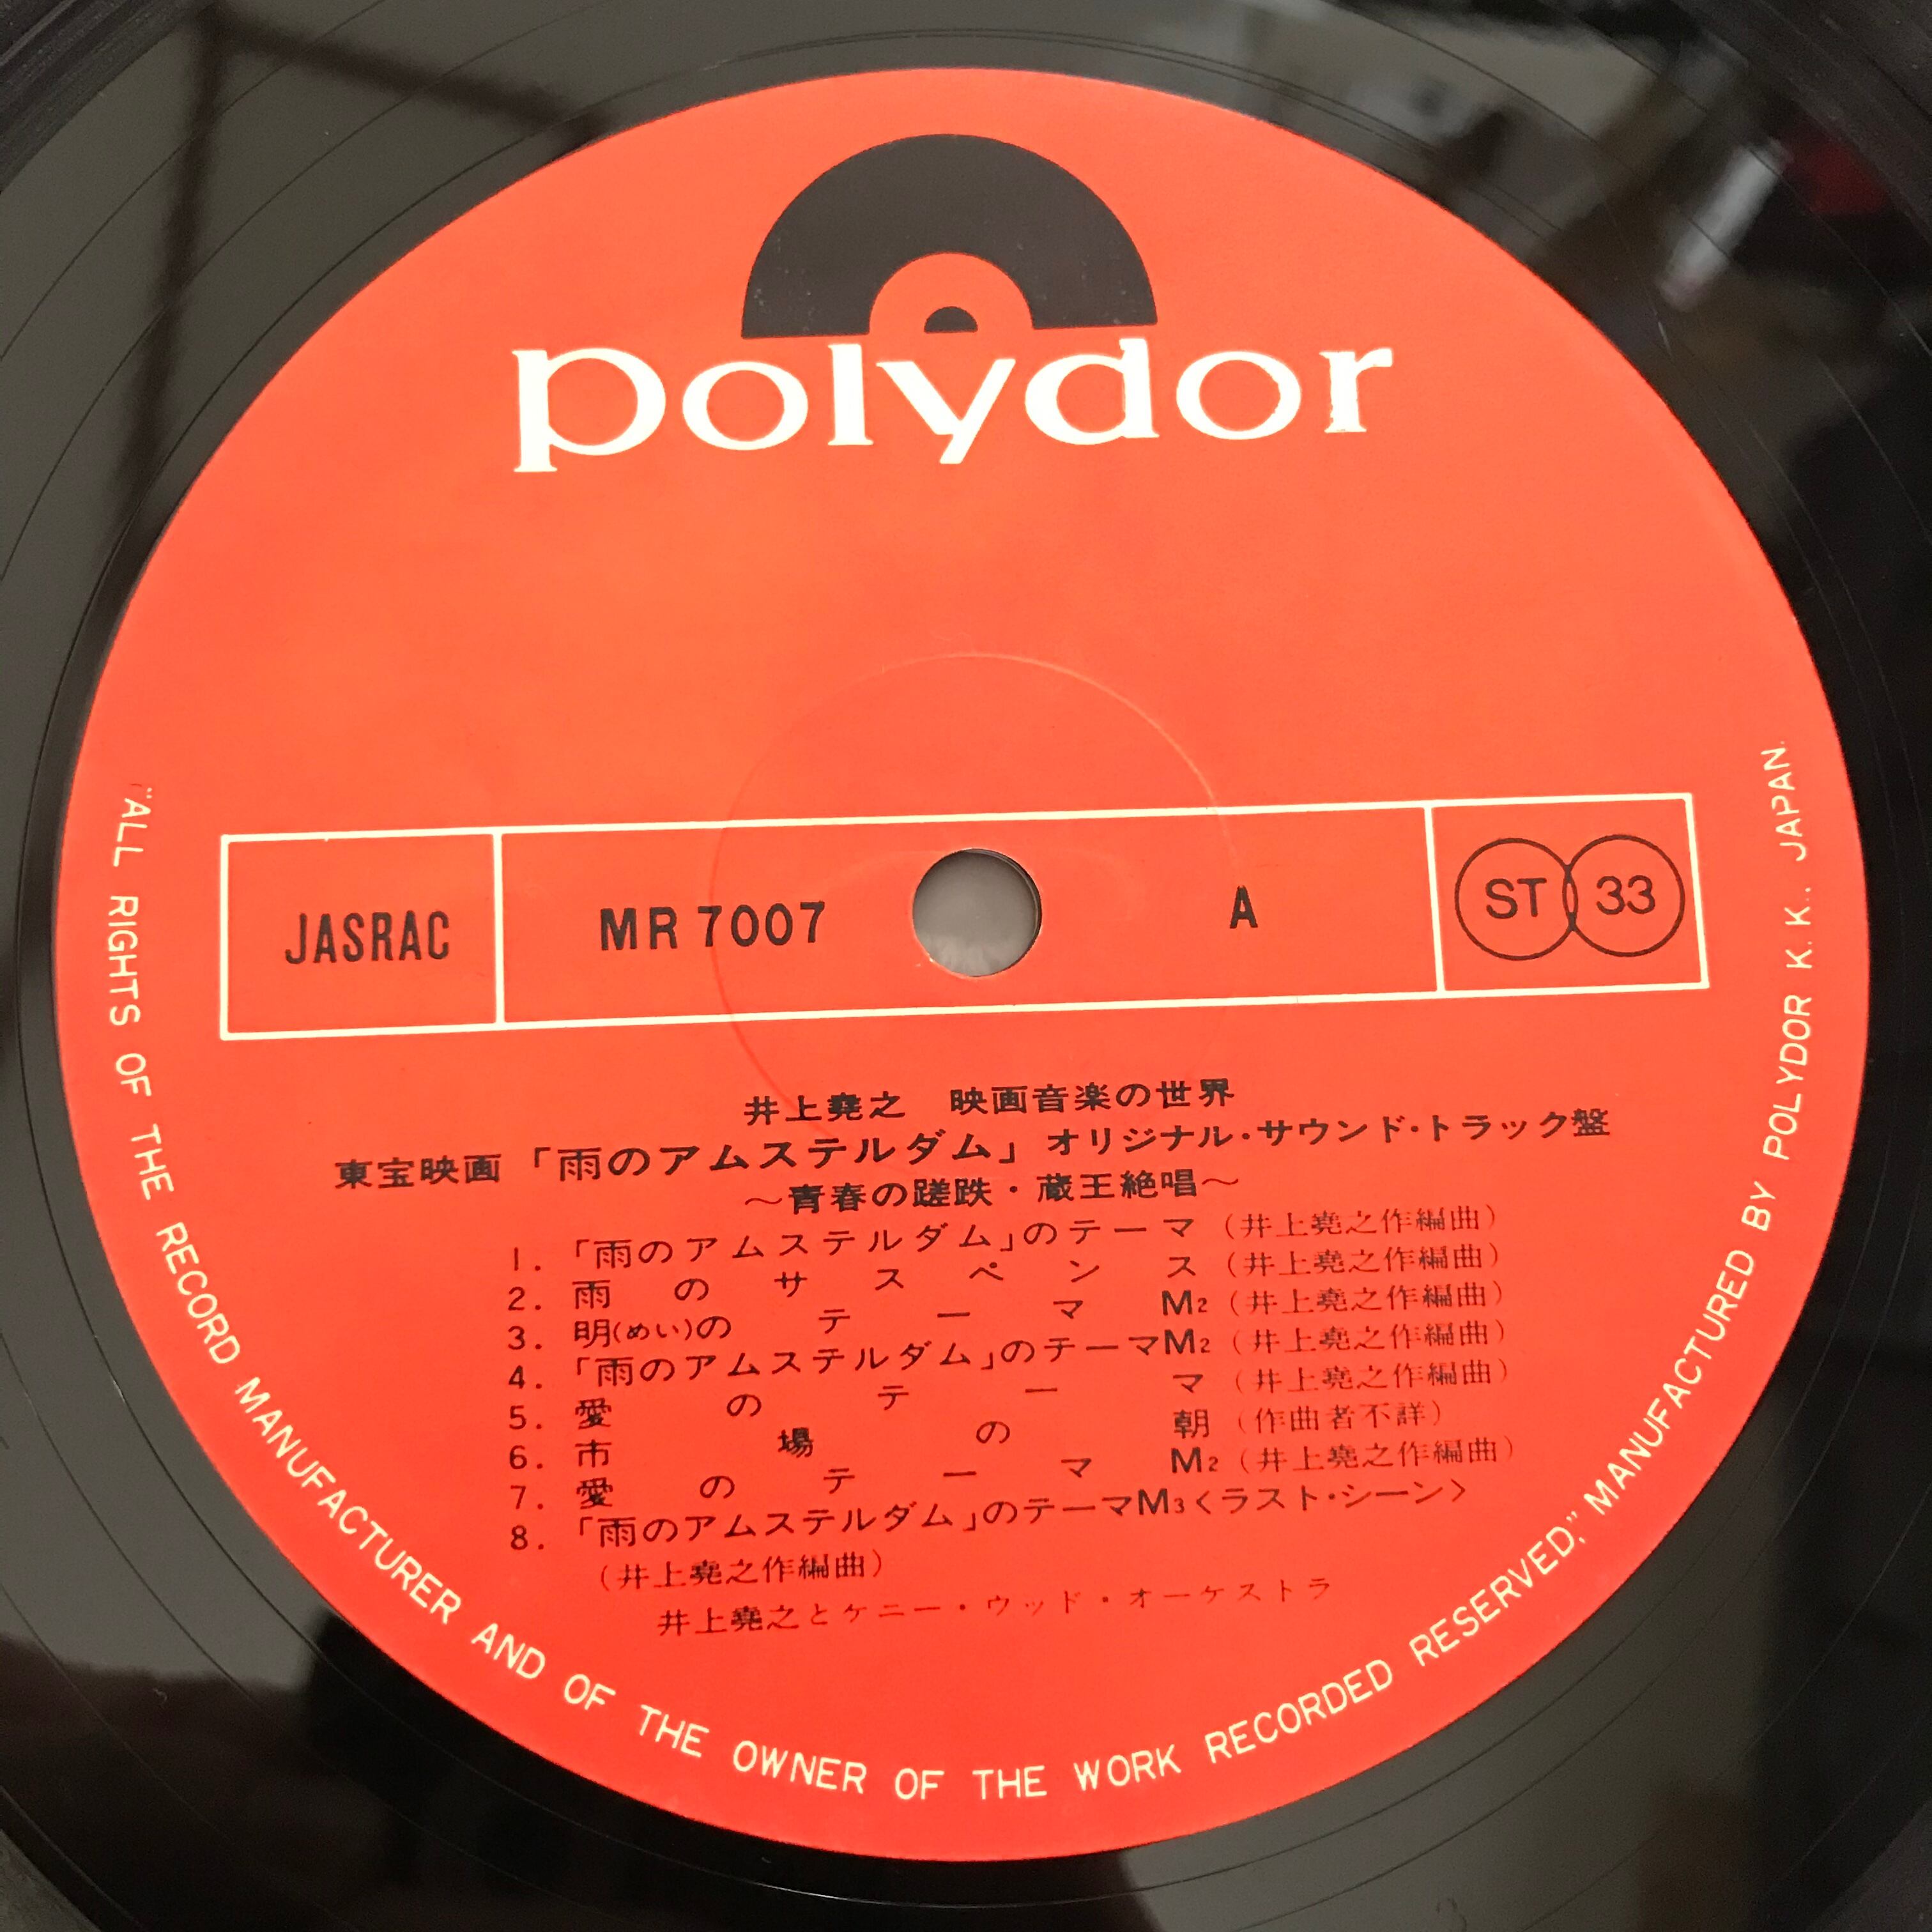 polydor
JASRAC
MR 7007
A
ST 33
井上堯之 映画音楽の世界
東宝映画「雨のアムステルダム」オリジナル・サウンド・トラック盤
～青春の蹉跌・蔵王絶唱～
1. 「雨のアムステルダム」のテーマ (井上堯之作編曲)
2. 雨のサスペンス (井上堯之作編曲)
3. 明(めい)のテーマM2 (井上堯之作編曲)
4. 「雨のアムステルダム」のテーマM2 (井上堯之作編曲)
5. 愛のテーマ (井上堯之作編曲)
6. 市場の朝 (作曲者不詳)
7. 愛のテーマM2 (井上堯之作編曲)
8. 「雨のアムステルダム」のテーマM3<ラスト・シーン>
(井上堯之作編曲)
井上堯之とケニー・ウッド・オーケストラ
"ALL RIGHTS OF THE RECORD MANUFACTURER AND OF THE OWNER OF THE WORK RECORDED RESERVED," MANUFACTURED BY POLYDOR K.K., JAPAN.